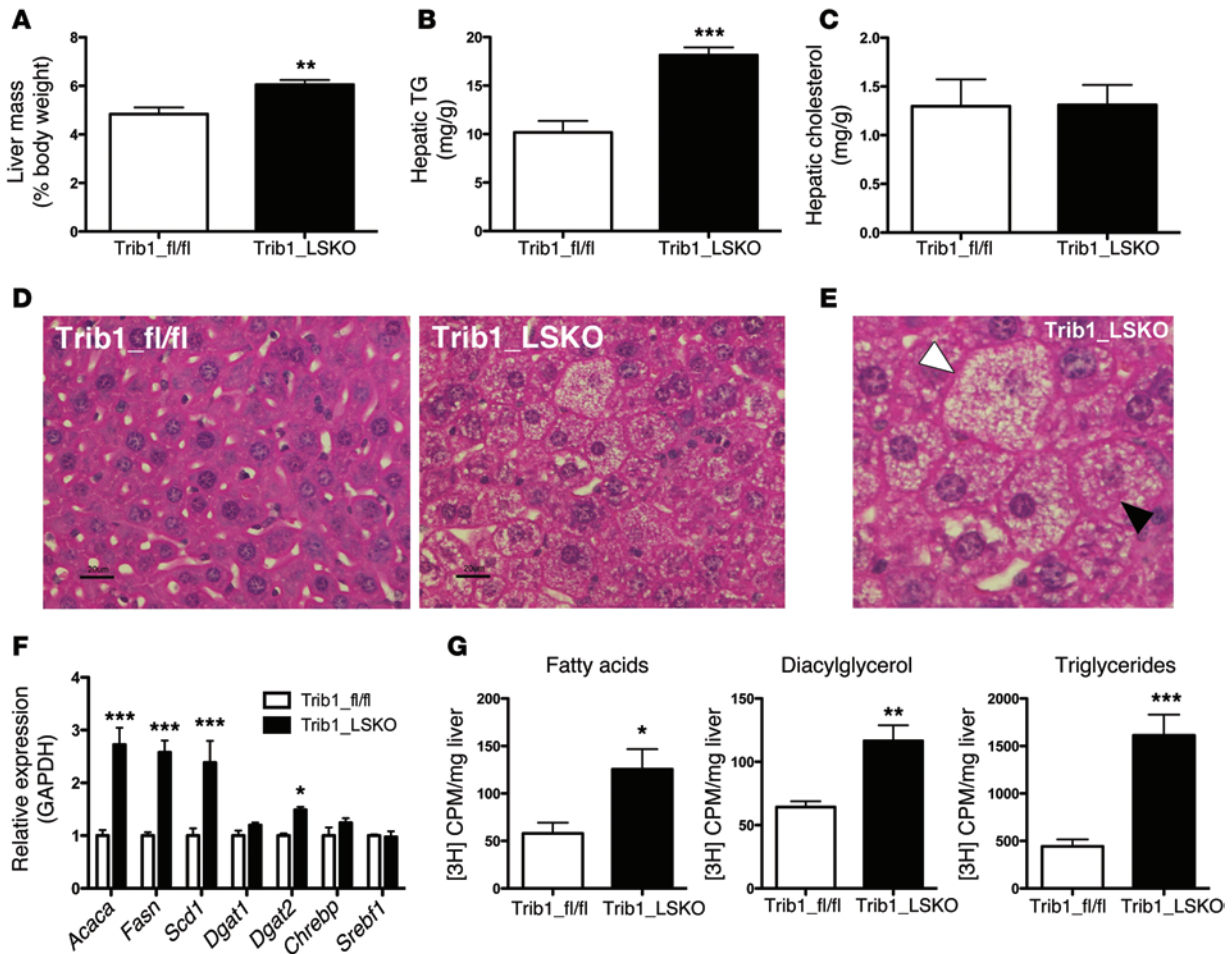 A
Liver mass
(% body weight)
8
6
4
2
0
**
Trib1_fl/fl
Trib1_LSKO
B
Hepatic TG
(mg/g)
20
15
10
5
0
***
Trib1_fl/fl
Trib1_LSKO
C
Hepatic cholesterol
(mg/g)
2.0
1.5
1.0
0.5
0.0
Trib1_fl/fl
Trib1_LSKO
D
Trib1_fl/fl
20um
Trib1_LSKO
20um
E
Trib1_LSKO
F
Relative expression
(GAPDH)
4
3
2
1
0
Trib1_fl/fl
Trib1_LSKO
***
***
***
*
Acaca
Fasn
Scd1
Dgat1
Dgat2
Chrebp
Srebf1
G
Fatty acids
[3H] CPM/mg liver
200
150
100
50
0
*
Trib1_fl/fl
Trib1_LSKO
Diacylglycerol
[3H] CPM/mg liver
150
100
50
0
**
Trib1_fl/fl
Trib1_LSKO
Triglycerides
[3H] CPM/mg liver
2000
1500
1000
500
0
***
Trib1_fl/fl
Trib1_LSKO